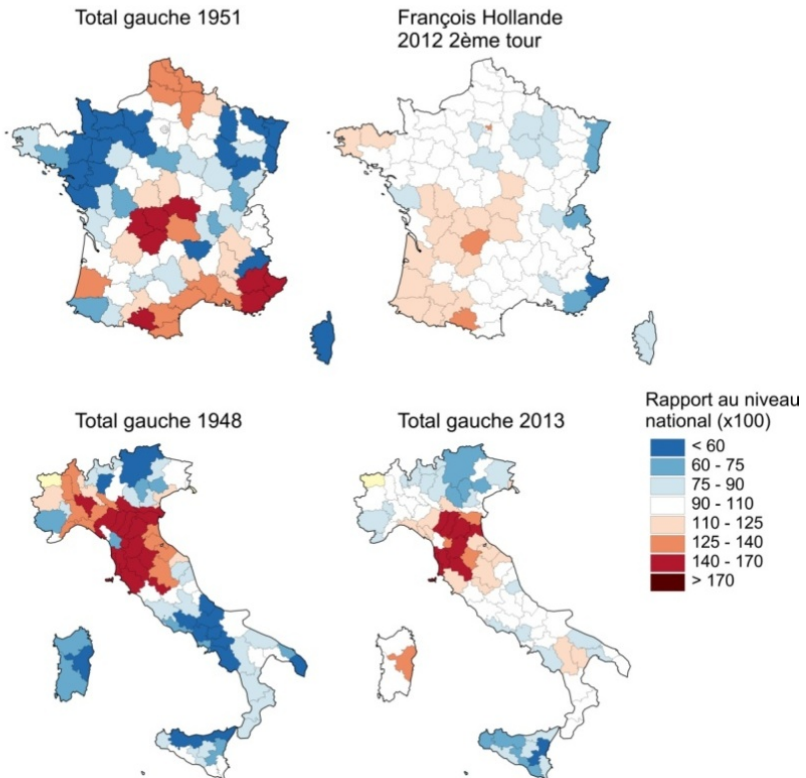 Total gauche 1951
François Hollande
2012 2ème tour
Total gauche 1948
Total gauche 2013
Rapport au niveau
national (x100)
< 60
60 - 75
75 - 90
90 - 110
110 - 125
125 - 140
140 - 170
> 170